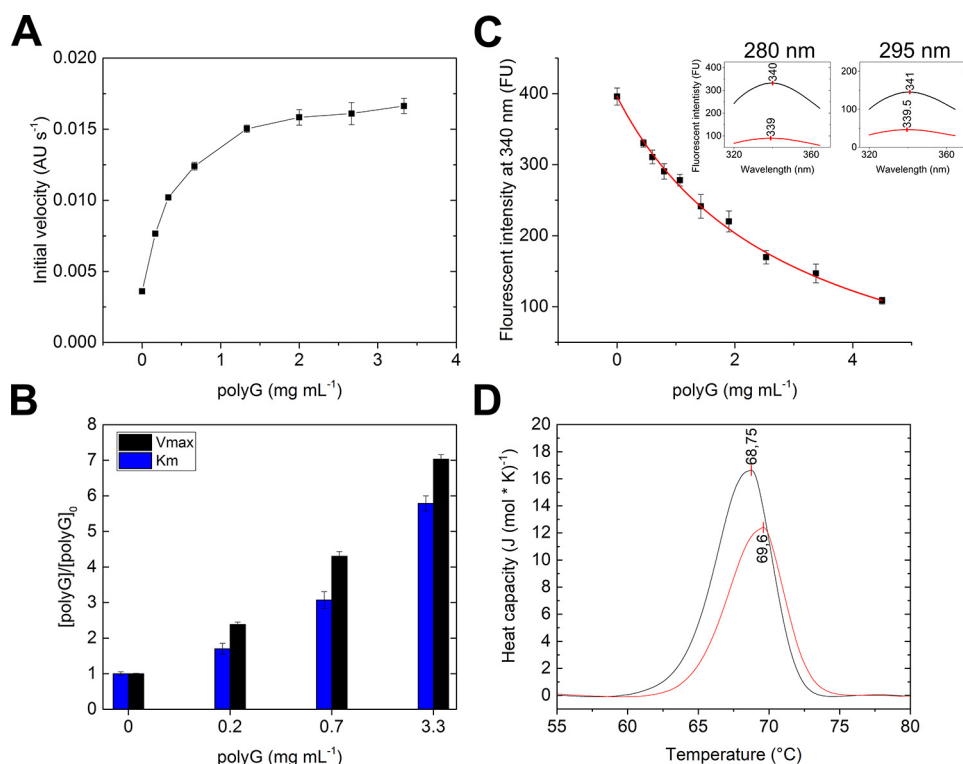 A
0.020
0.015
0.010
0.005
0.000
Initial velocity (AU s⁻¹)
0 1 2 3 4
polyG (mg mL⁻¹)
C
400
300
200
100
Flourescent intensity at 340 nm (FU)
0 2 4
polyG (mg mL⁻¹)
280 nm
400
300
200
100
Fluorescent intentisty (FU)
340
339
320 360
Wavelength (nm)
295 nm
200
100
0
341
339.5
320 360
Wavelength (nm)
B
Vmax
Km
8
7
6
5
4
3
2
1
0
[polyG]/[polyG]₀
0 0.2 0.7 3.3
polyG (mg mL⁻¹)
D
20
18
16
14
12
10
8
6
4
2
0
Heat capacity (J (mol * K)⁻¹)
68,75
69,6
55 60 65 70 75 80
Temperature (°C)